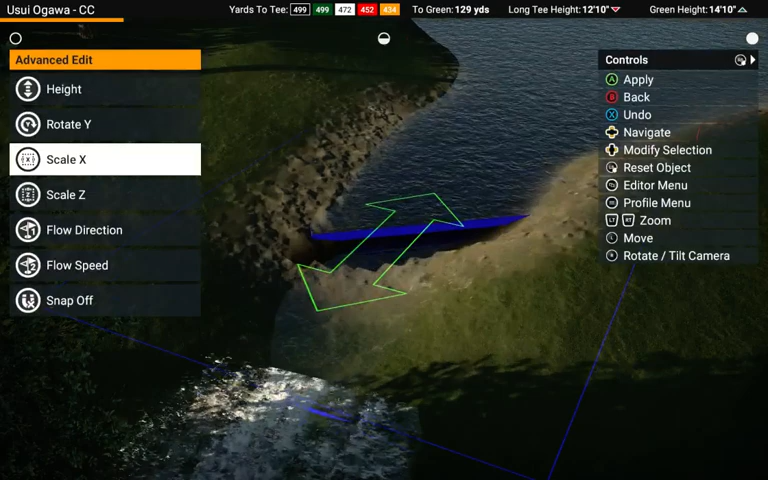 Usui Ogawa - CC
Yards To Tee: 499 499 472 452 434
To Green: 129 yds
Long Tee Height: 12'10"
Green Height: 14'10"
Advanced Edit
Height
Rotate Y
Scale X
Scale Z
Flow Direction
Flow Speed
Snap Off
Controls
A Apply
B Back
X Undo
Navigate
Modify Selection
Reset Object
Editor Menu
Profile Menu
LT RT Zoom
L Move
R Rotate / Tilt Camera